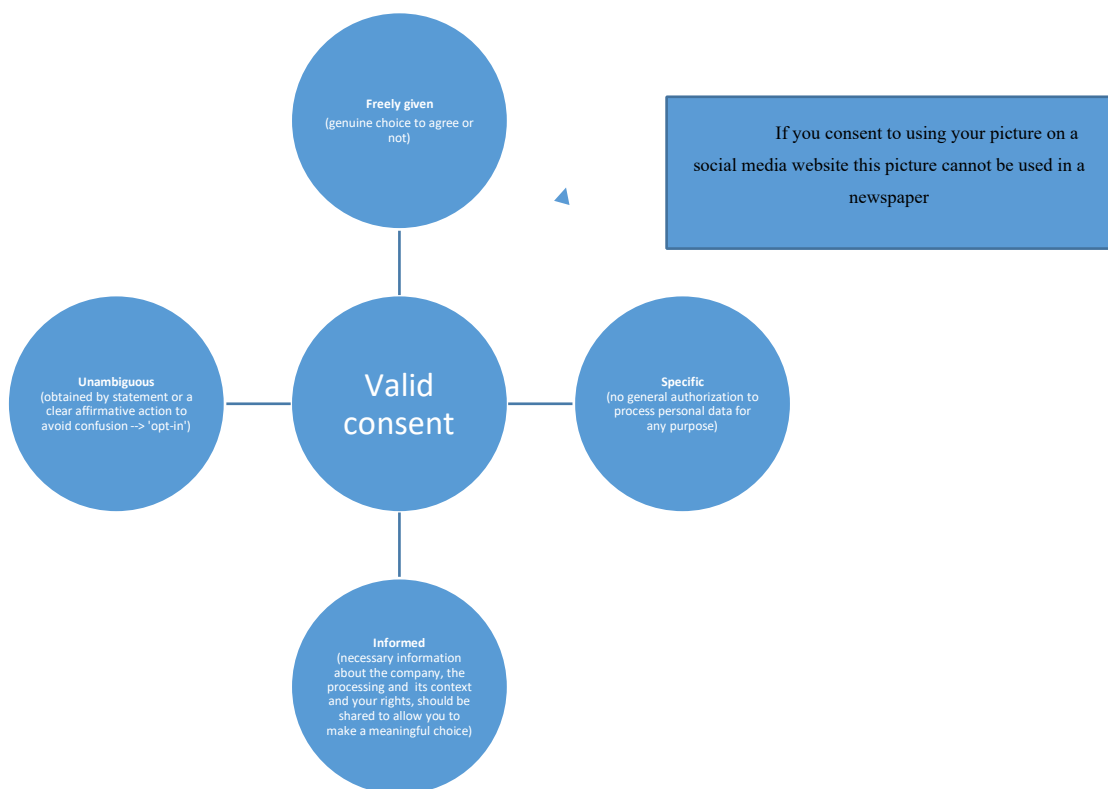 Freely given
(genuine choice to agree or
not)
If you consent to using your picture on a
social media website this picture cannot be used in a
newspaper
Unambiguous
(obtained by statement or a
clear affirmative action to
avoid confusion --> 'opt-in')
Valid
consent
Specific
(no general authorization to
process personal data for
any purpose)
Informed
(necessary information
about the company, the
processing and  its context
and your rights, should be
shared to allow you to
make a meaningful choice)